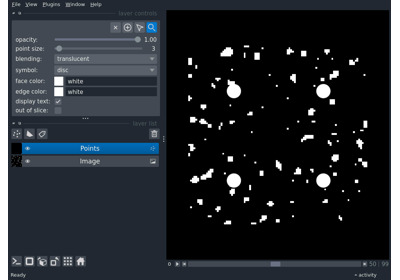 File View Plugins Window Help
layer controls
opacity: 1.00
point size: 3
blending: translucent
symbol: disc
face color: white
edge color: white
display text:
out of slice:
layer list
Points
Image
50 99
Ready activity